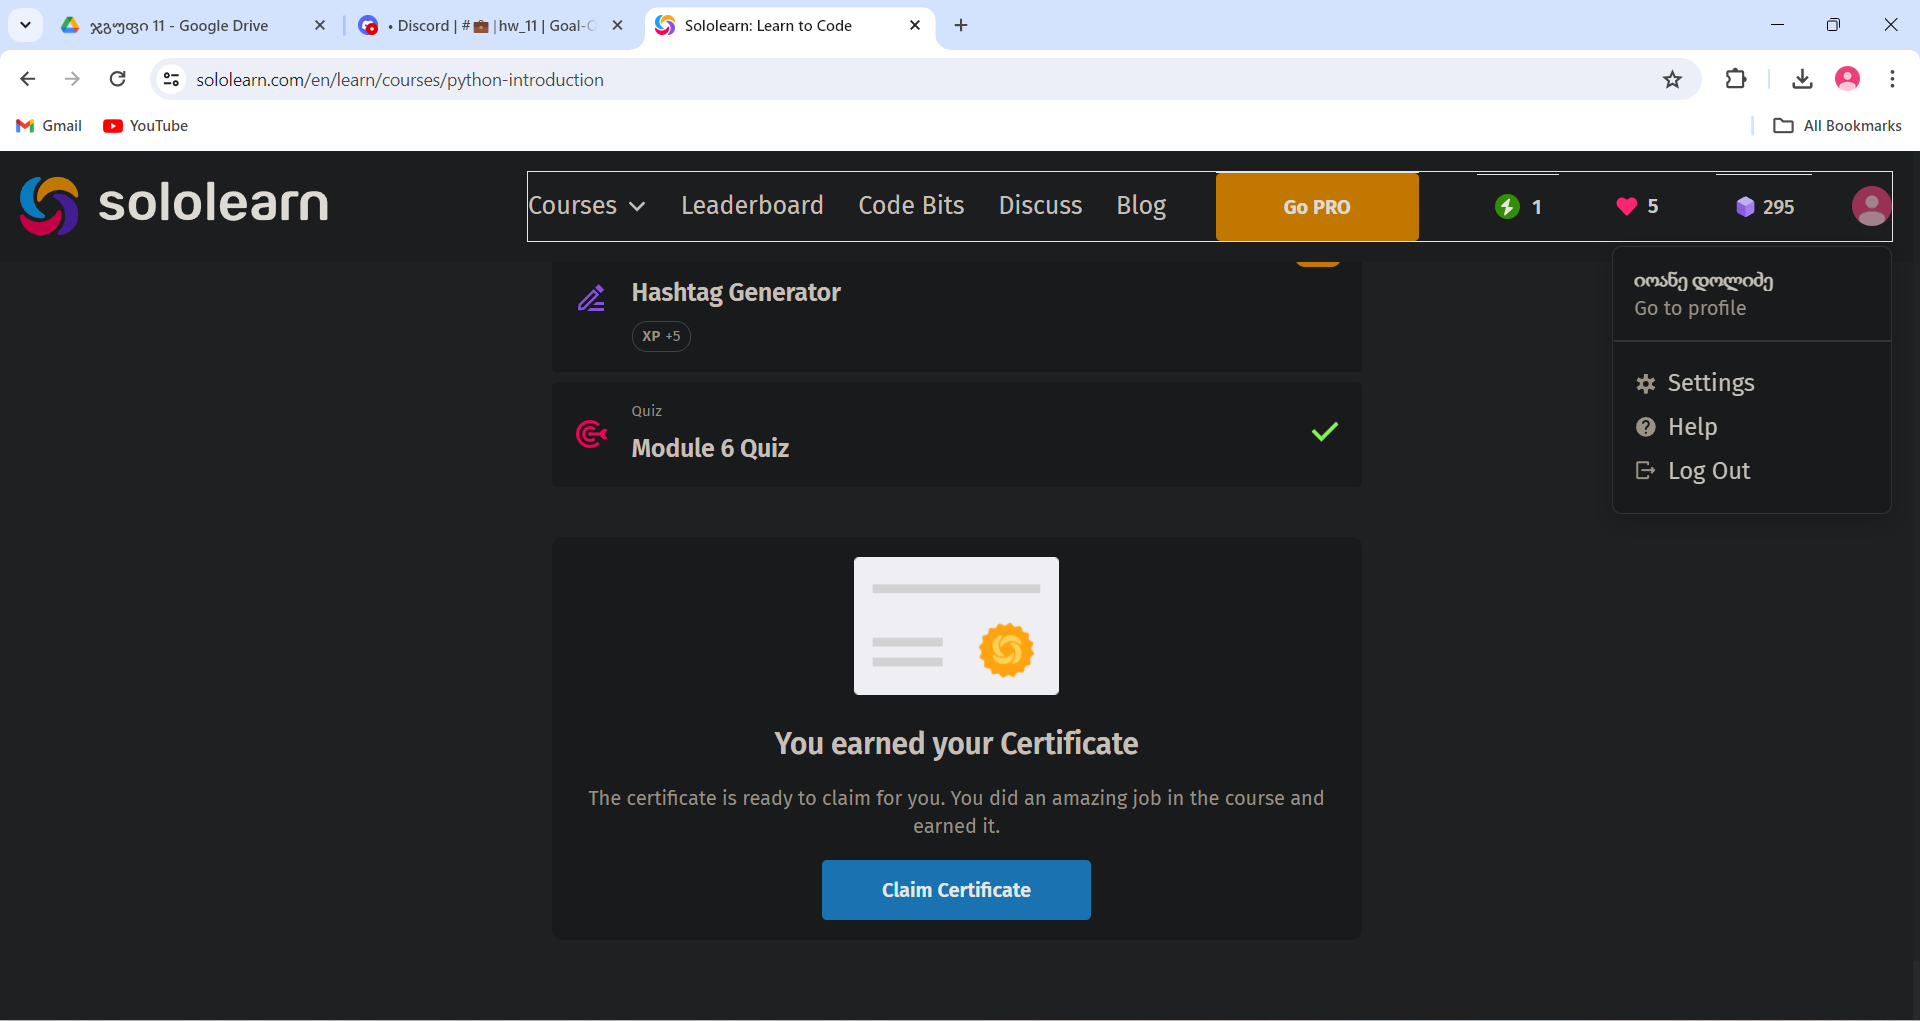 ჯგუფი 11 - Google Drive
• Discord | #💼|hw_11 | Goal-O
Sololearn: Learn to Code
sololearn.com/en/learn/courses/python-introduction
Gmail
YouTube
All Bookmarks
sololearn
Courses
Leaderboard
Code Bits
Discuss
Blog
Go PRO
1
5
295
იოანე დოლიძე
Go to profile
Settings
Help
Log Out
Hashtag Generator
XP +5
Quiz
Module 6 Quiz
You earned your Certificate
The certificate is ready to claim for you. You did an amazing job in the course and
earned it.
Claim Certificate